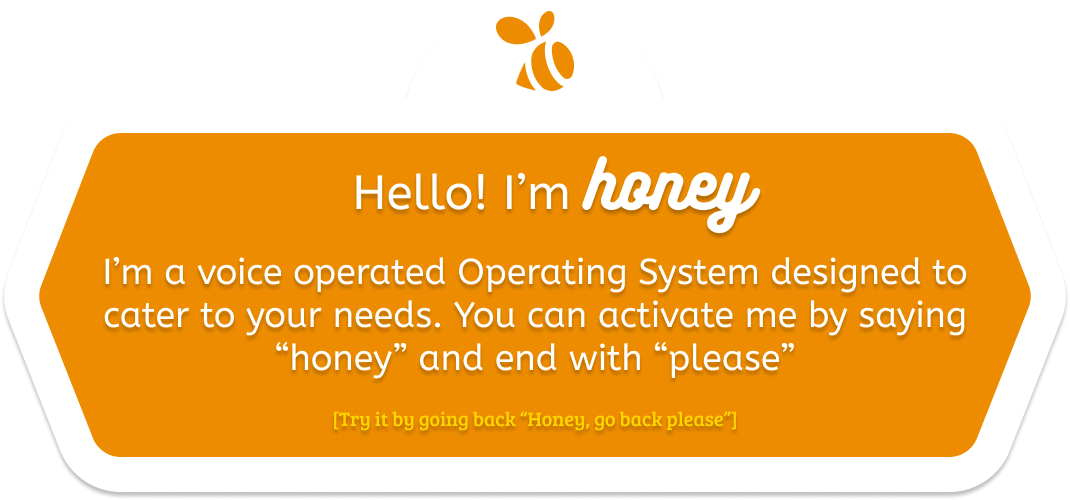 Hello! I’m honey
I’m a voice operated Operating System designed to
cater to your needs. You can activate me by saying
“honey” and end with “please”
[Try it by going back “Honey, go back please”]